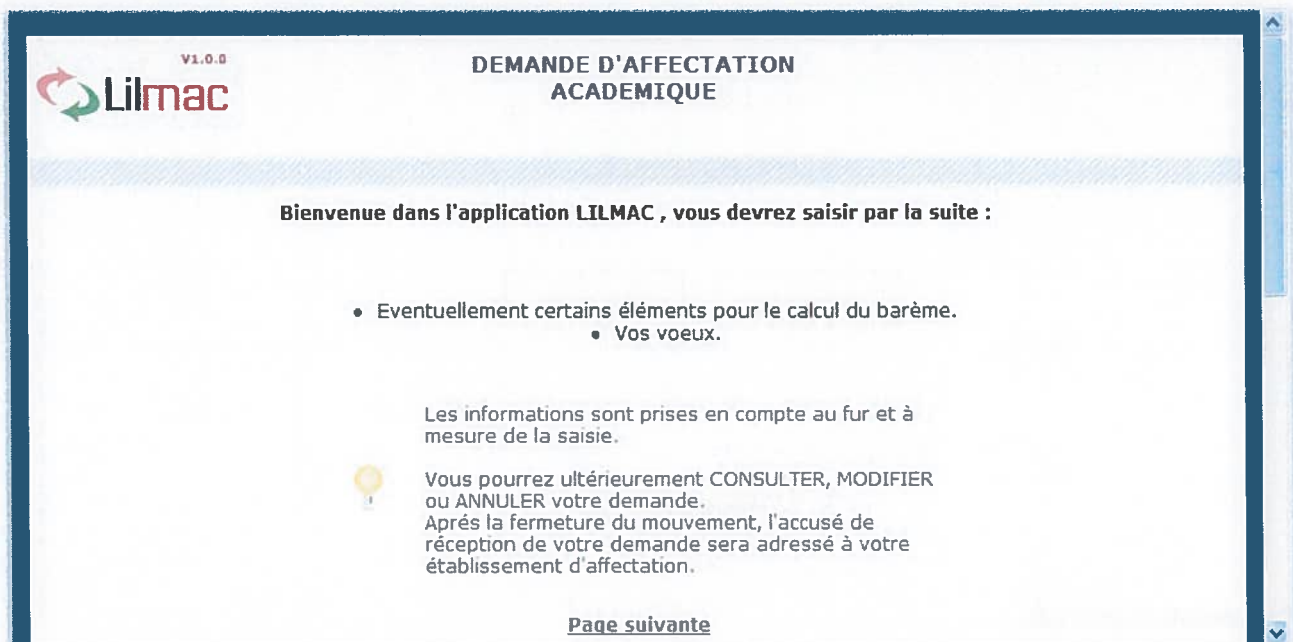 V1.0.0
Lilmac
DEMANDE D'AFFECTATION
ACADEMIQUE
Bienvenue dans l'application LILMAC , vous devrez saisir par la suite :
• Eventuellement certains éléments pour le calcul du barème.
• Vos voeux.
Les informations sont prises en compte au fur et à
mesure de la saisie.
Vous pourrez ultérieurement CONSULTER, MODIFIER
ou ANNULER votre demande.
Aprés la fermeture du mouvement, l'accusé de
réception de votre demande sera adressé à votre
établissement d'affectation.
Page suivante